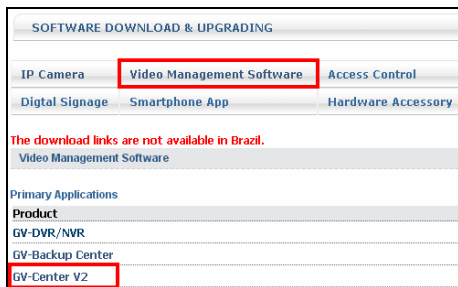 SOFTWARE DOWNLOAD & UPGRADING
IP Camera Video Management Software Access Control
Digtal Signage Smartphone App Hardware Accessory
The download links are not available in Brazil.
Video Management Software
Primary Applications
Product
GV-DVR/NVR
GV-Backup Center
GV-Center V2